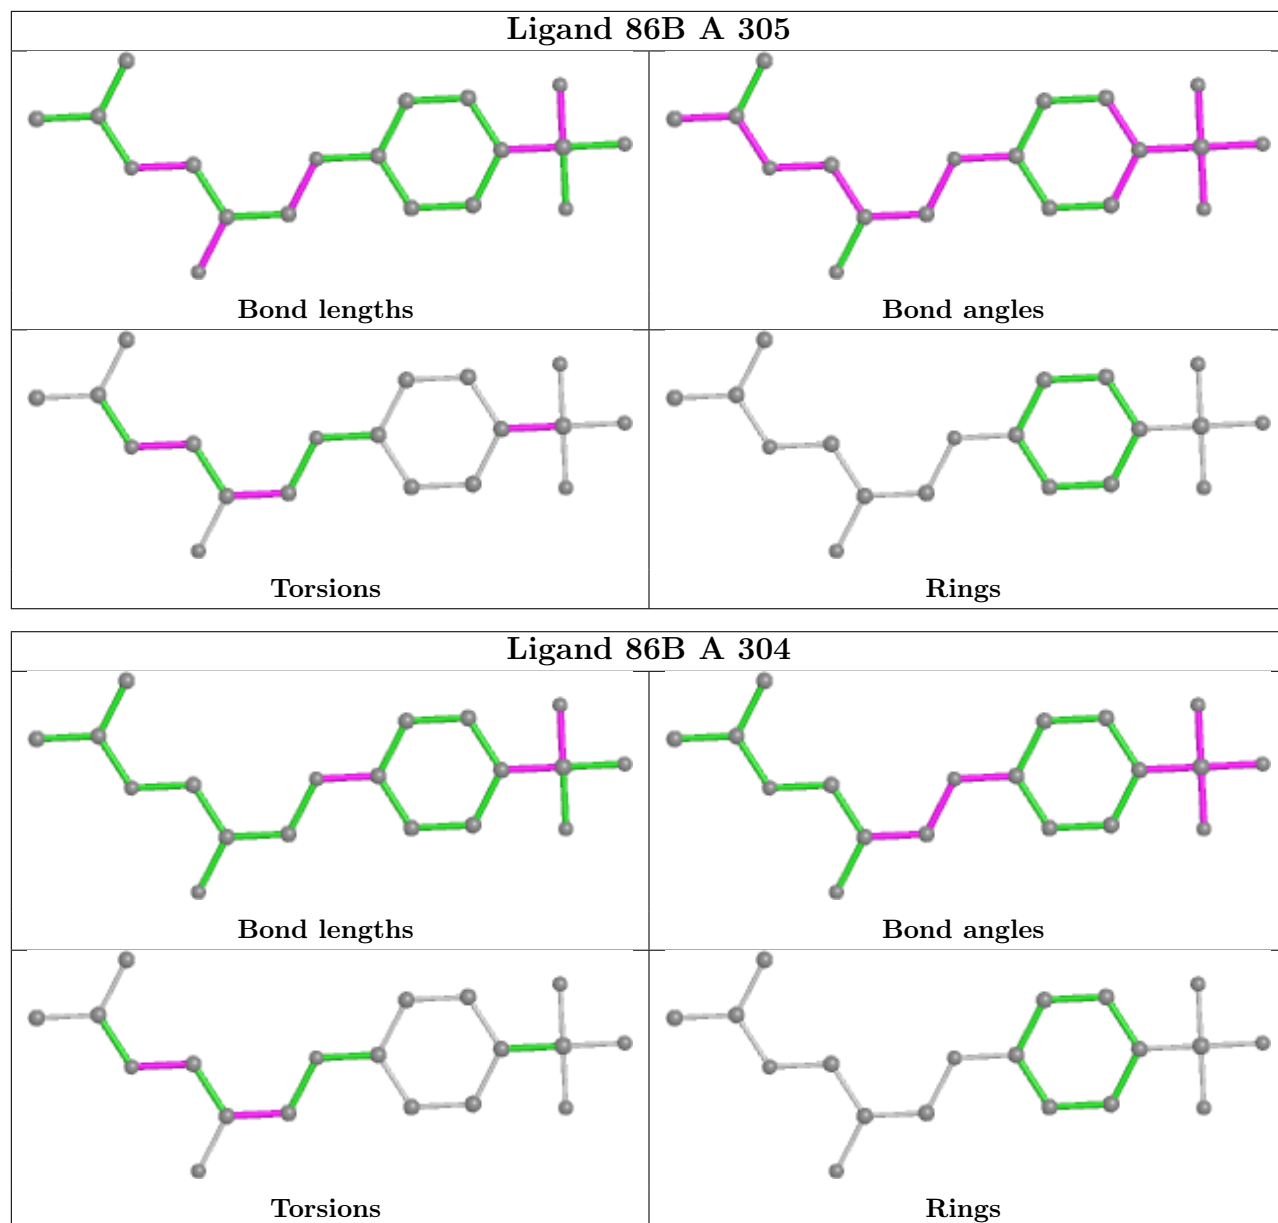 Ligand 86B A 305
Bond lengths
Bond angles
Torsions
Rings
Ligand 86B A 304
Bond lengths
Bond angles
Torsions
Rings